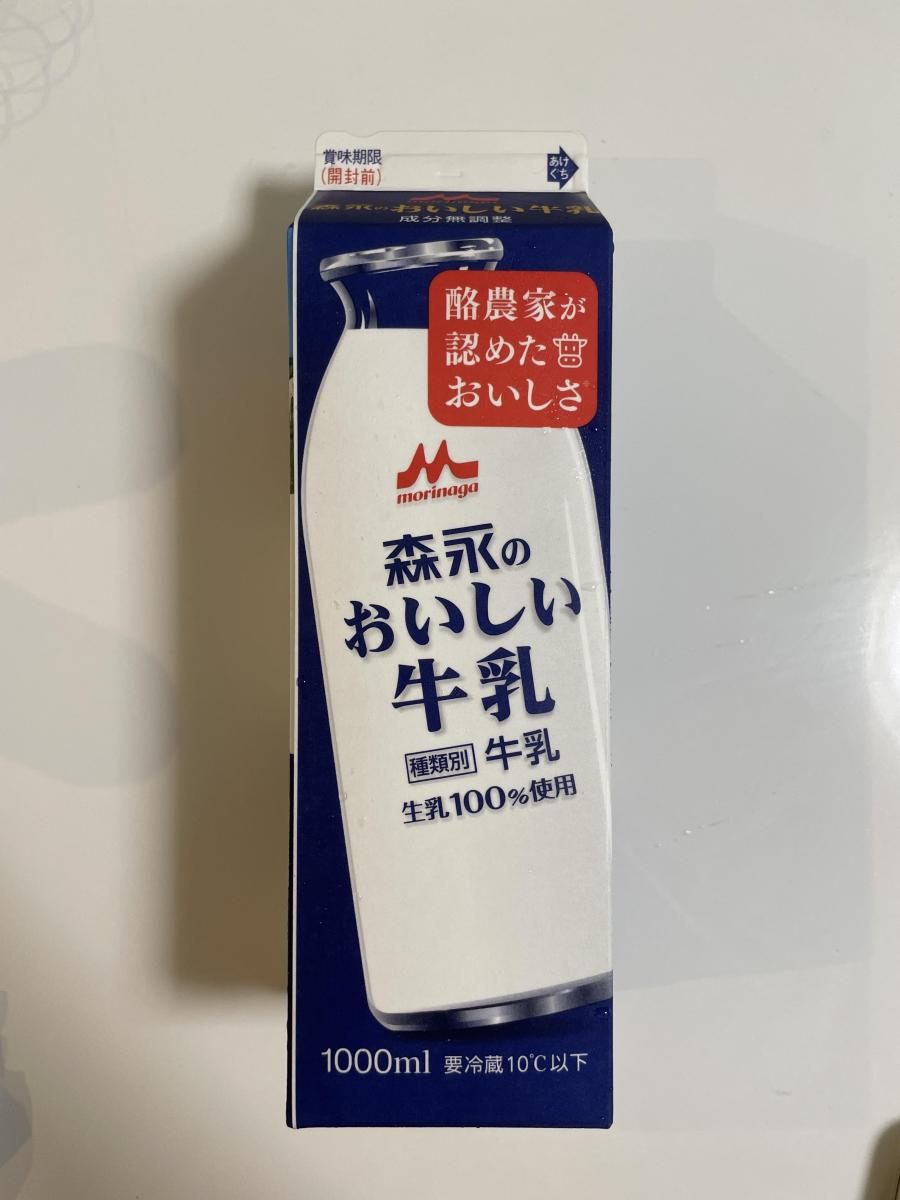 賞味期限
(開封前)
あけ
ぐち
森永のおいしい牛乳
成分無調整
酪農家が
認めた
おいしさ
morinaga
森永の
おいしい
牛乳
種類別 牛乳
生乳100%使用
1000ml 要冷蔵10℃以下